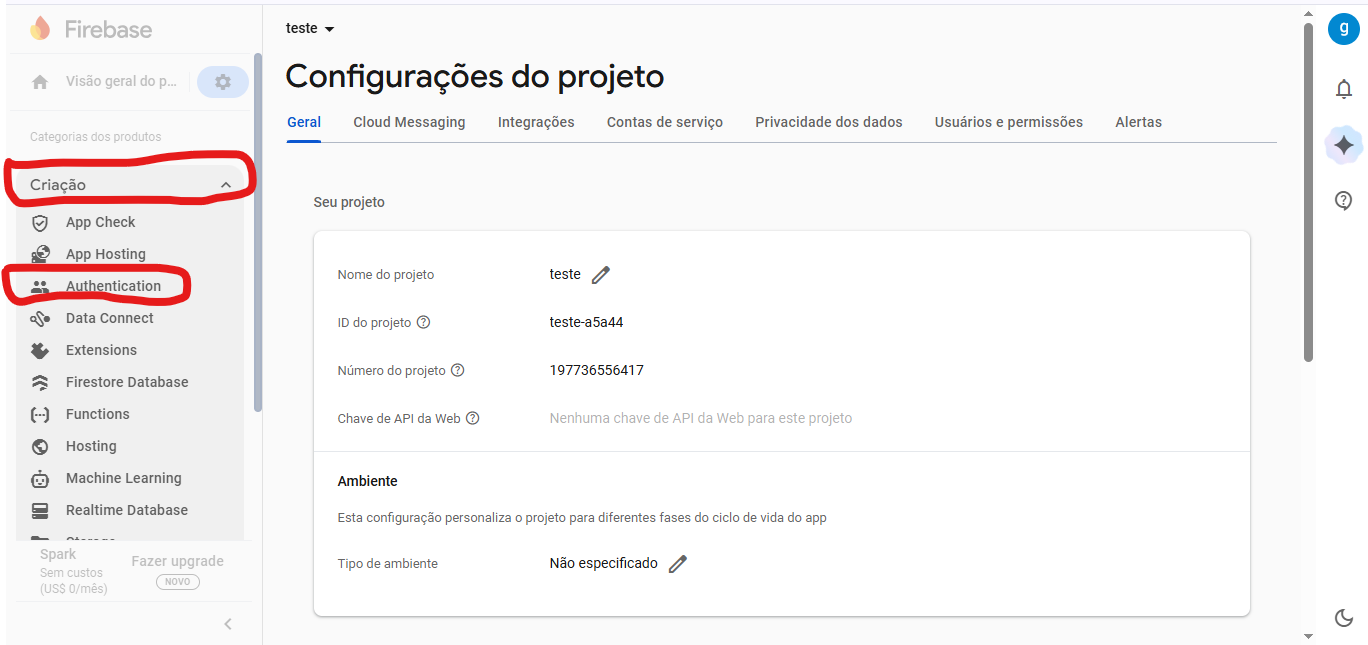 Firebase
Visão geral do p...
Categorias dos produtos
Criação
App Check
App Hosting
Authentication
Data Connect
Extensions
Firestore Database
Functions
Hosting
Machine Learning
Realtime Database
Storage
Spark
Sem custos
(US$ 0/mês)
Fazer upgrade
NOVO
teste
Configurações do projeto
Geral Cloud Messaging Integrações Contas de serviço Privacidade dos dados Usuários e permissões Alertas
Seu projeto
Nome do projeto teste
ID do projeto teste-a5a44
Número do projeto 197736556417
Chave de API da Web Nenhuma chave de API da Web para este projeto
Ambiente
Esta configuração personaliza o projeto para diferentes fases do ciclo de vida do app
Tipo de ambiente Não especificado
g